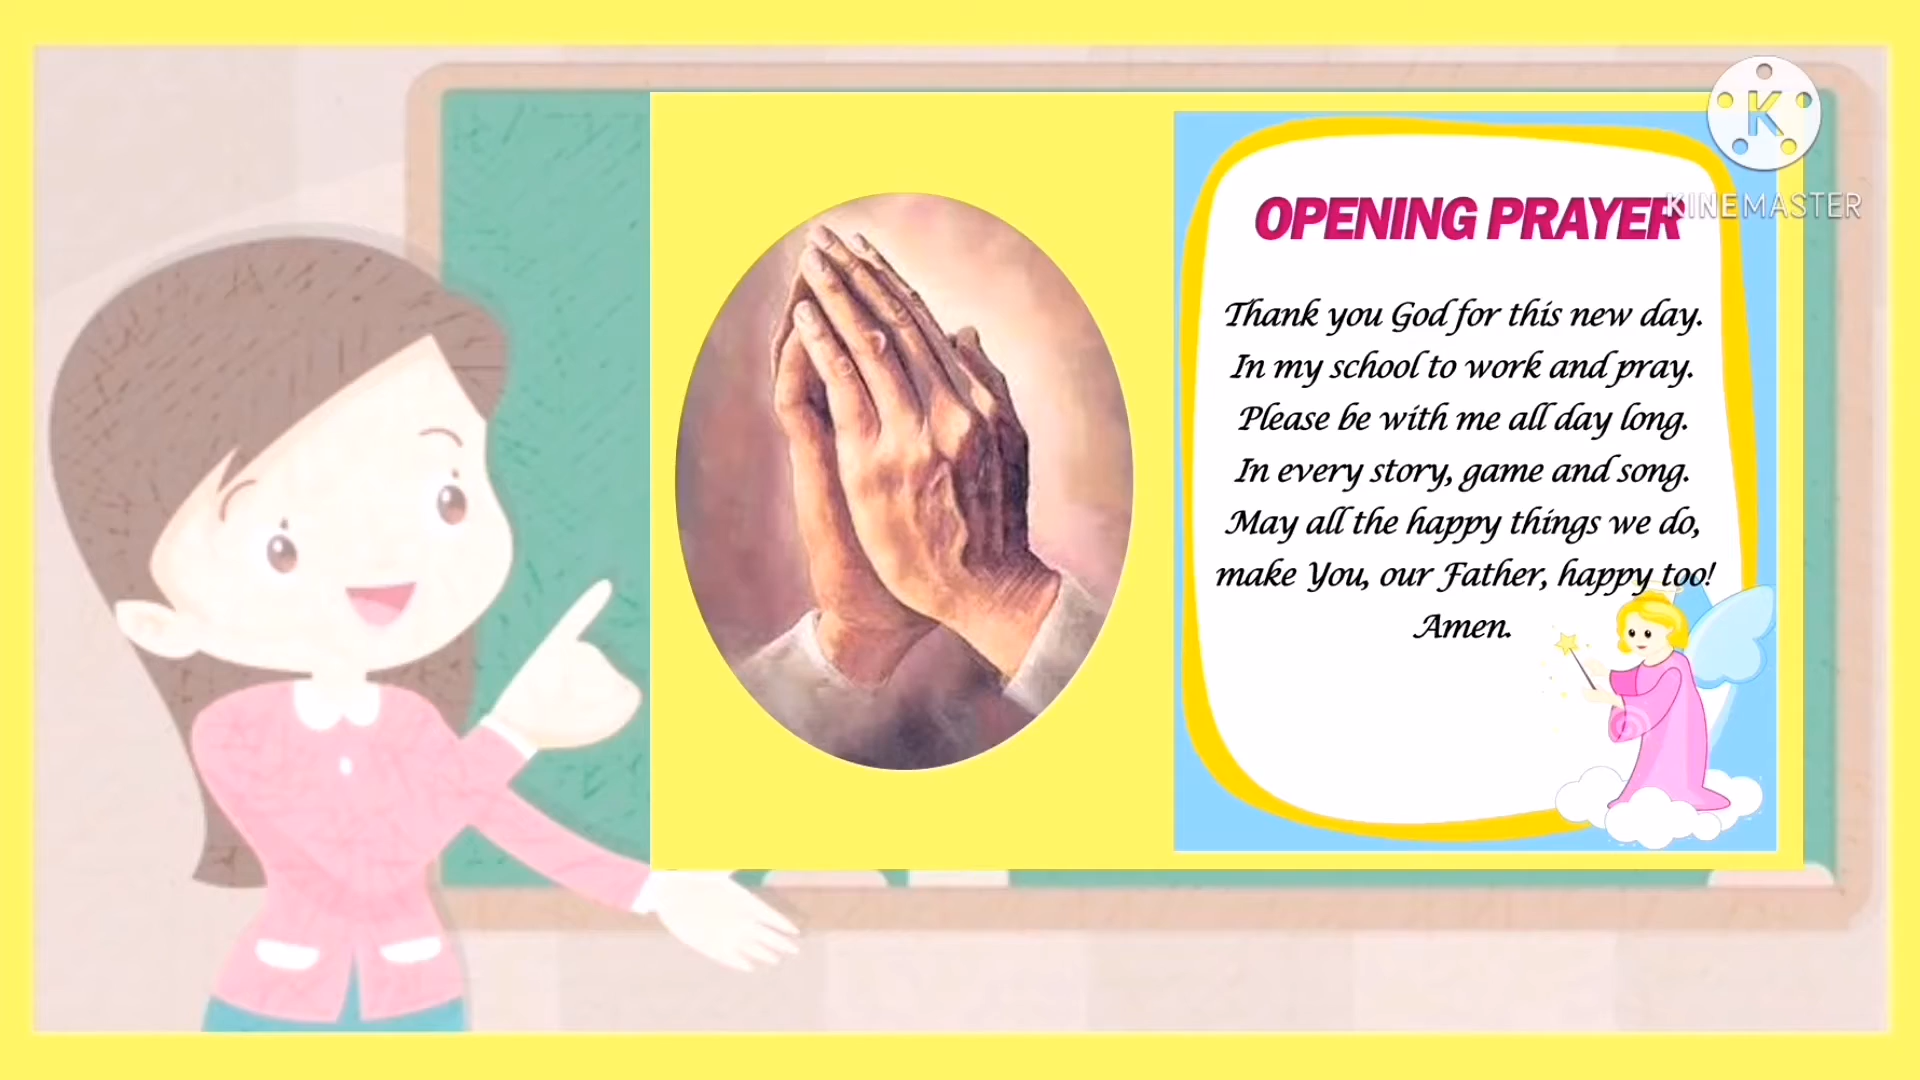 K
KINEMASTER
OPENING PRAYER
Thank you God for this new day.
In my school to work and pray.
Please be with me all day long.
In every story, game and song.
May all the happy things we do,
make You, our Father, happy too!
Amen.